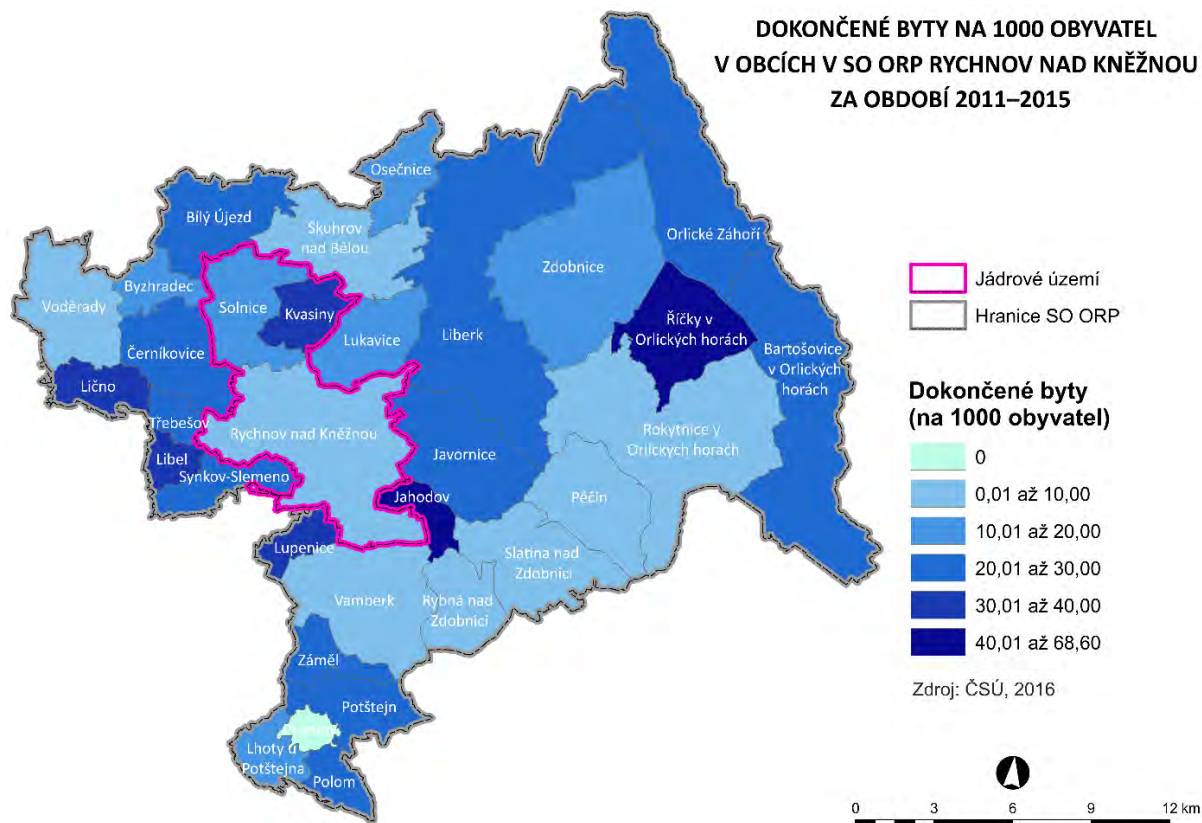 DOKONČENÉ BYTY NA 1000 OBYVATEL
V OBCÍCH V SO ORP RYCHNOV NAD KNĚŽNOU
ZA OBDOBÍ 2011–2015
Osečnice
Bílý Újezd
Skuhrov
nad Bělou
Orlické Záhoří
Zdobnice
Byzhradec
Voděrady
Solnice
Kvasiny
Lukavice
Liberk
Říčky v
Orlických horách
Černíkovice
Bartošovice
v Orlických
horách
Lično
Třebešov
Rychnov nad Kněžnou
Rokytnice v
Orlických horách
Libel
Javornice
Synkov-Slemeno
Jahodov
Pěčín
Lupenice
Slatina nad
Zdobnicí
Vamberk
Rybná nad
Zdobnicí
Záměl
Potštejn
Lhoty u
Potštejna
Polom
Jádrové území
Hranice SO ORP
Dokončené byty
(na 1000 obyvatel)
0
0,01 až 10,00
10,01 až 20,00
20,01 až 30,00
30,01 až 40,00
40,01 až 68,60
Zdroj: ČSÚ, 2016
0 3 6 9 12 km